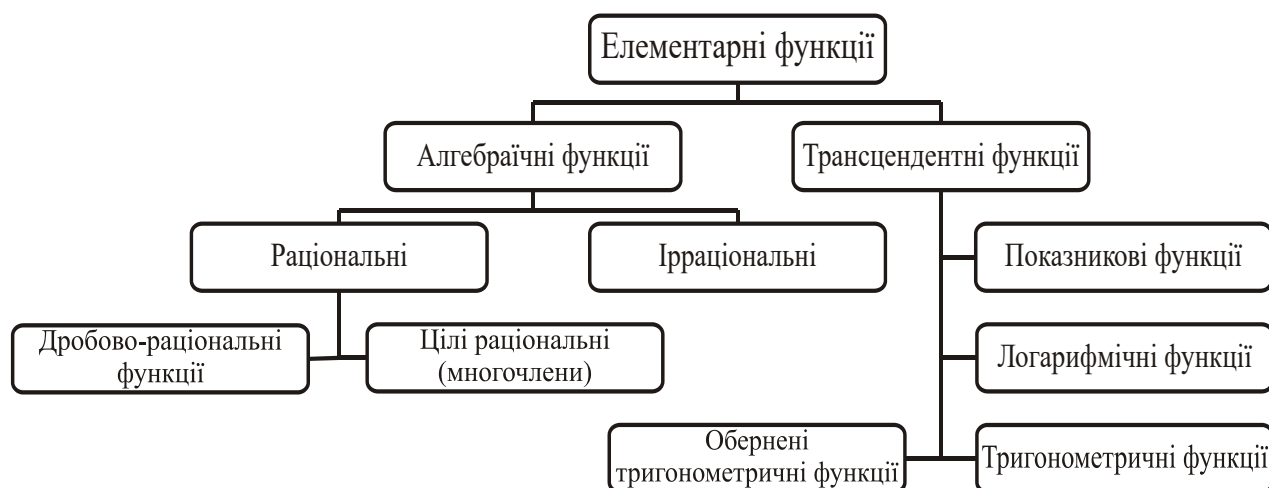 Елементарні функції
Алгебраїчні функції
Трансцендентні функції
Раціональні
Ірраціональні
Показникові функції
Дробово-раціональні
функції
Цілі раціональні
(многочлени)
Логарифмічні функції
Обернені
тригонометричні функції
Тригонометричні функції